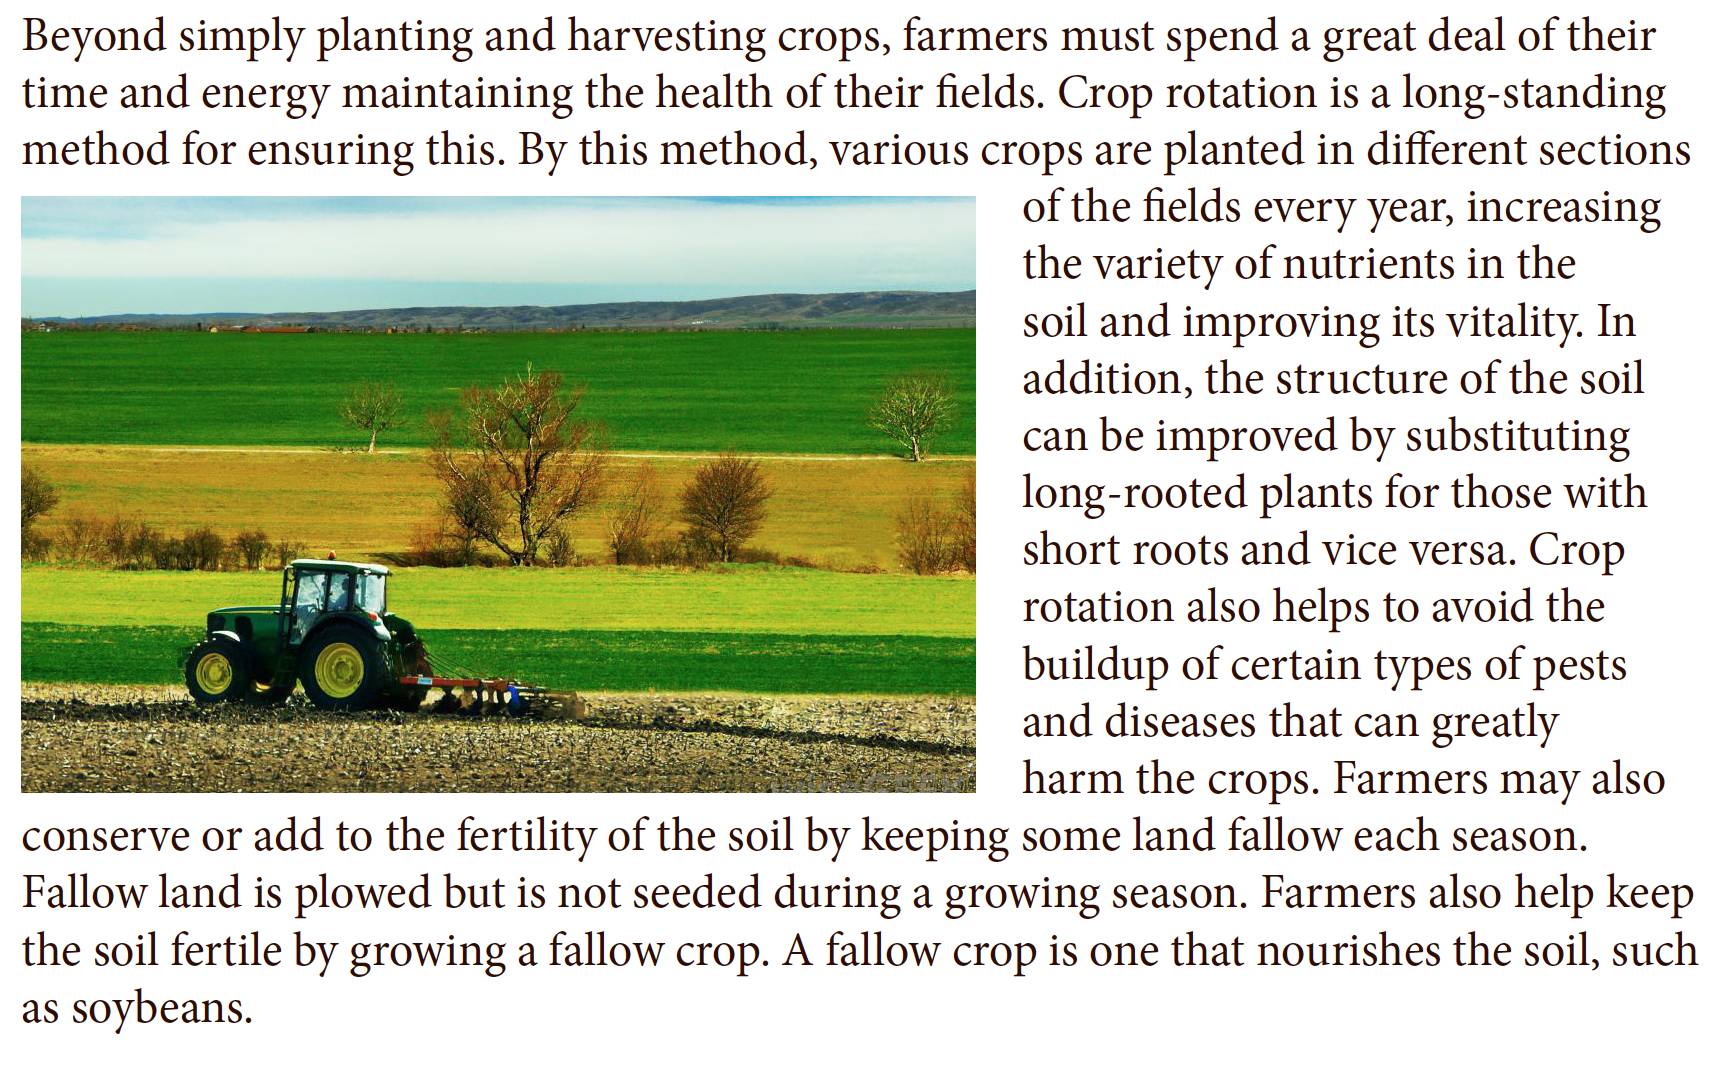 Beyond simply planting and harvesting crops, farmers must spend a great deal of their
time and energy maintaining the health of their fields. Crop rotation is a long-standing
method for ensuring this. By this method, various crops are planted in different sections
of the fields every year, increasing
the variety of nutrients in the
soil and improving its vitality. In
addition, the structure of the soil
can be improved by substituting
long-rooted plants for those with
short roots and vice versa. Crop
rotation also helps to avoid the
buildup of certain types of pests
and diseases that can greatly
harm the crops. Farmers may also
conserve or add to the fertility of the soil by keeping some land fallow each season.
Fallow land is plowed but is not seeded during a growing season. Farmers also help keep
the soil fertile by growing a fallow crop. A fallow crop is one that nourishes the soil, such
as soybeans.